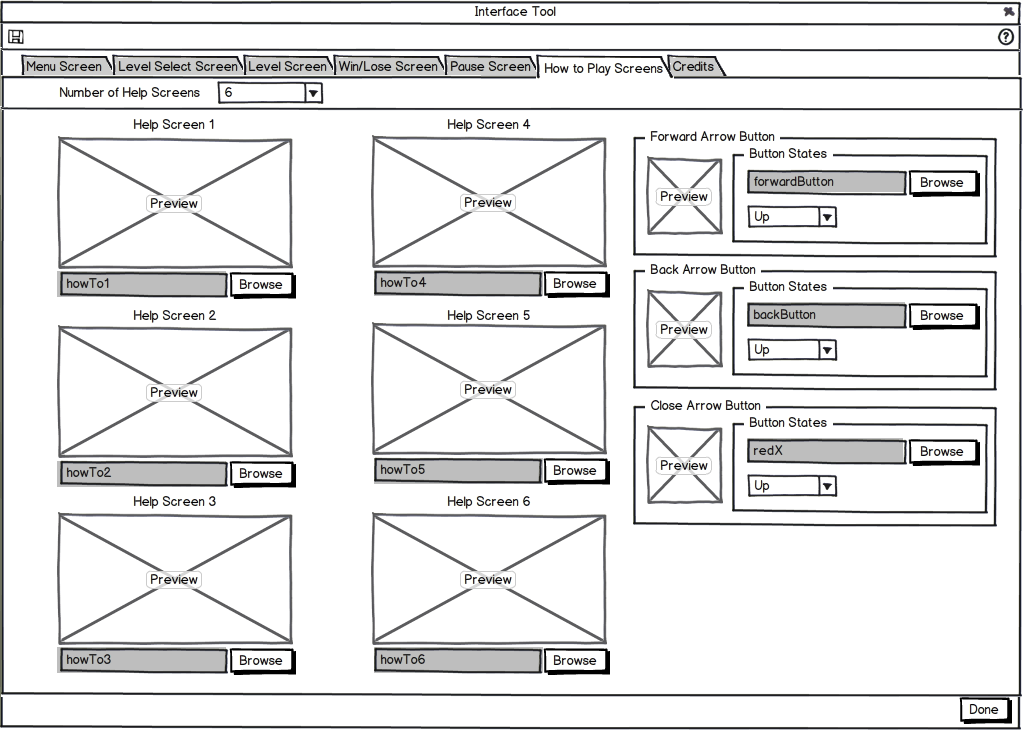 Interface Tool
Menu Screen
Level Select Screen
Level Screen
Win/Lose Screen
Pause Screen
How to Play Screens
Credits
Number of Help Screens
6
Help Screen 1
Preview
howTo1
Browse
Help Screen 2
Preview
howTo2
Browse
Help Screen 3
Preview
howTo3
Browse
Help Screen 4
Preview
howTo4
Browse
Help Screen 5
Preview
howTo5
Browse
Help Screen 6
Preview
howTo6
Browse
Forward Arrow Button
Preview
Button States
forwardButton
Browse
Up
Back Arrow Button
Preview
Button States
backButton
Browse
Up
Close Arrow Button
Preview
Button States
redX
Browse
Up
Done